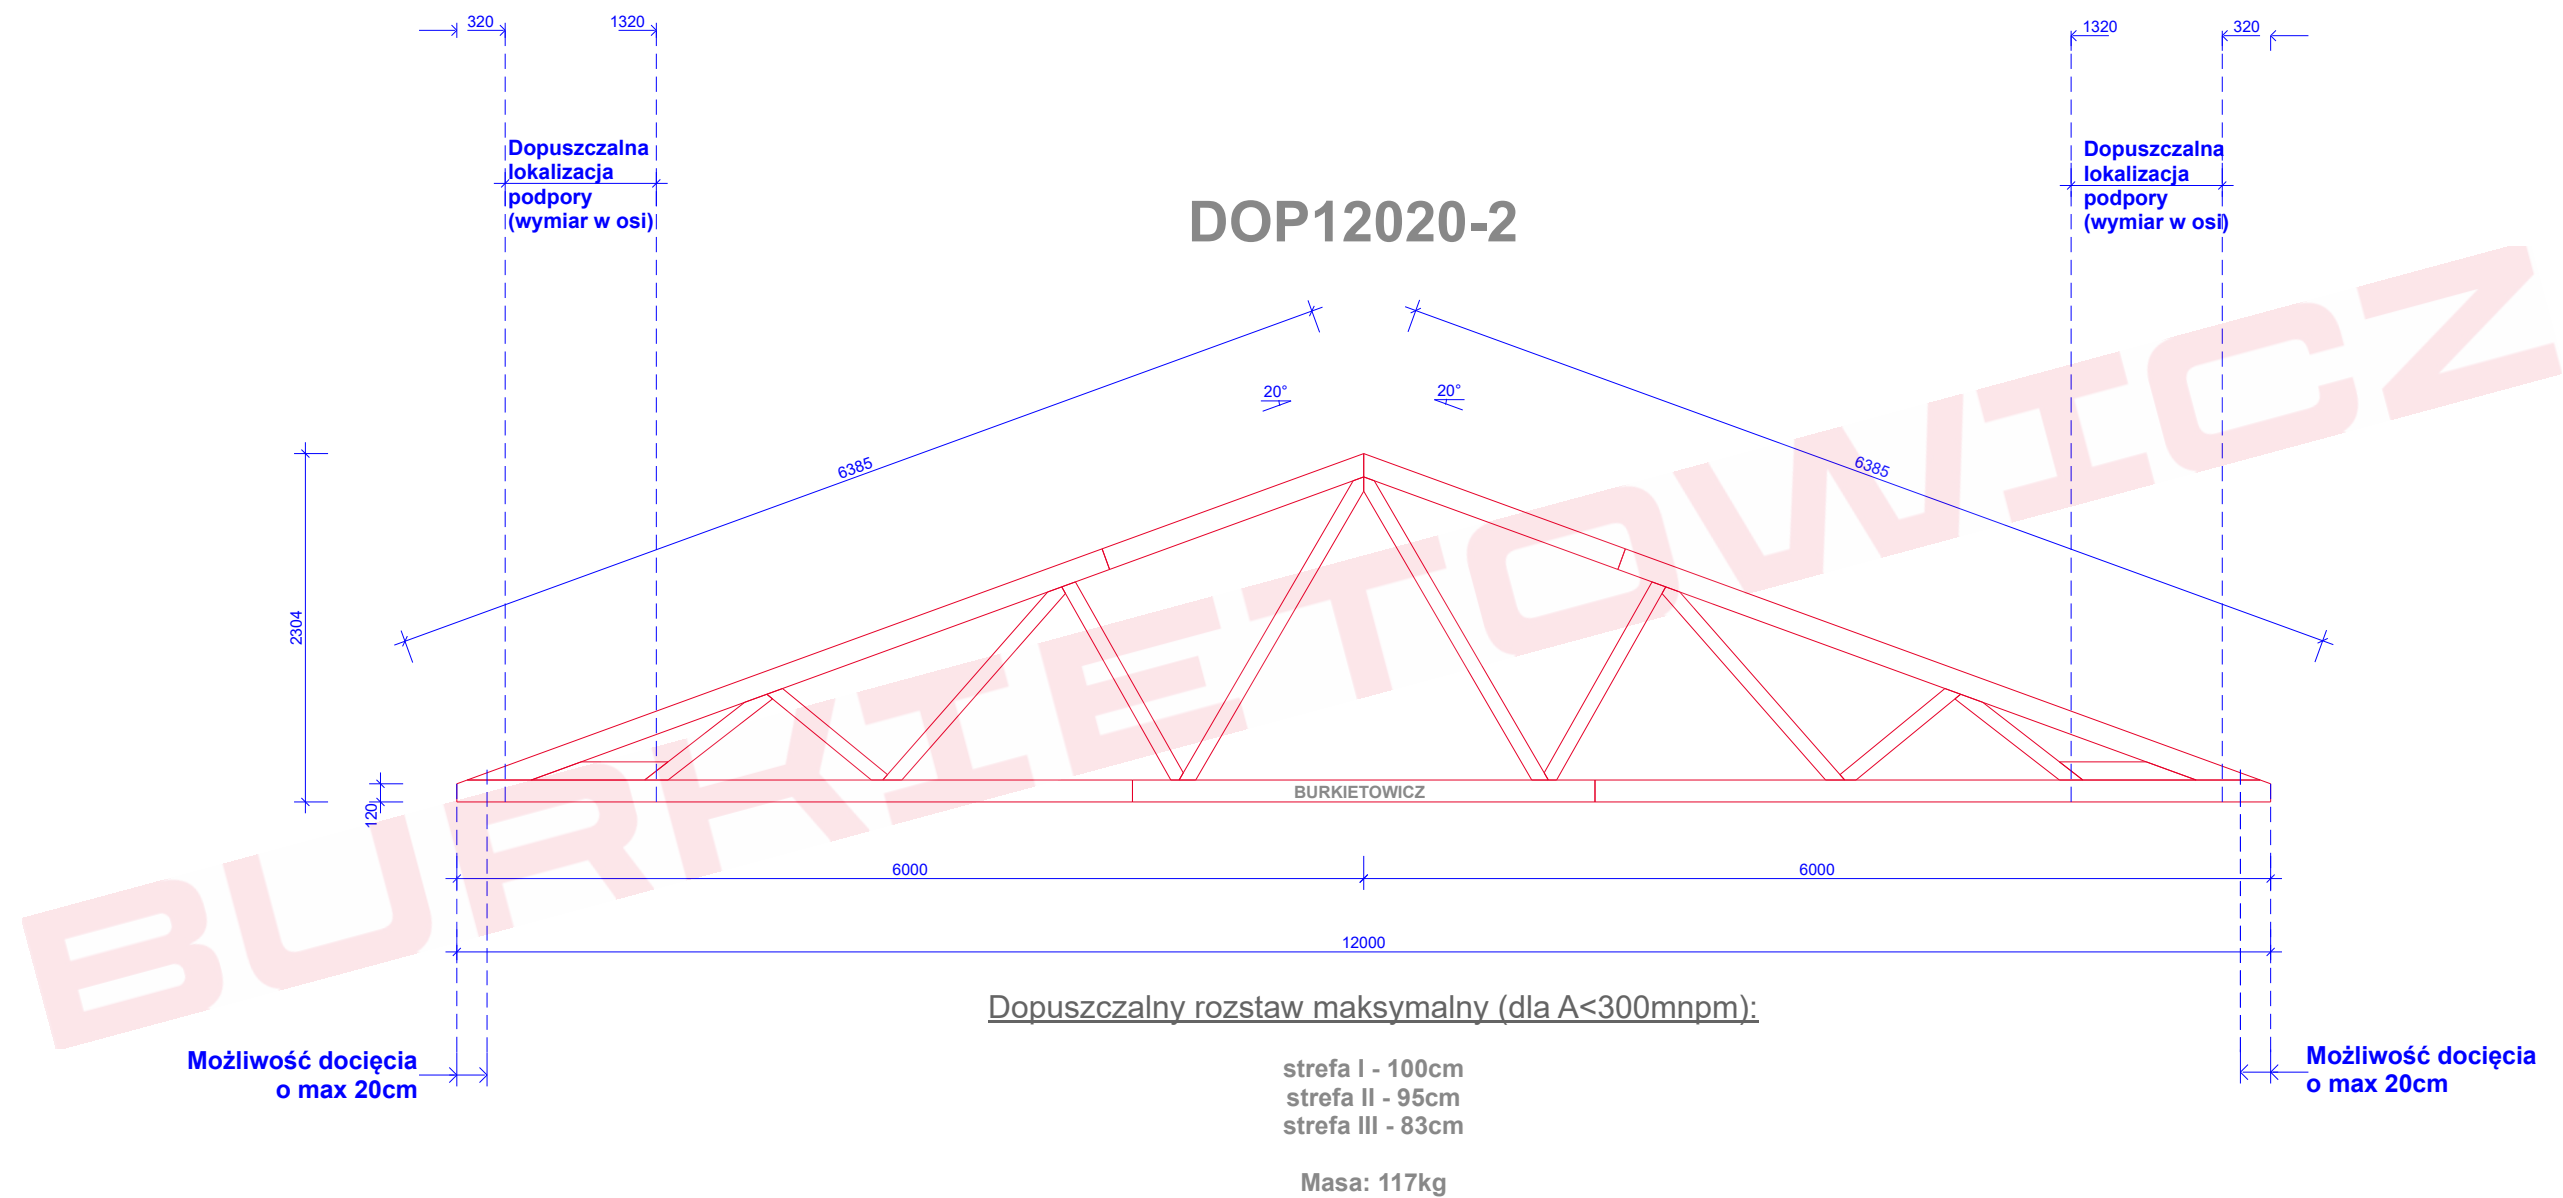 320
1320
1320
320
Dopuszczalna
lokalizacja
podpory
(wymiar w osi)
Dopuszczalna
lokalizacja
podpory
(wymiar w osi)
DOP12020-2
20°
20°
6385
6385
2304
120
BURKIETOWICZ
BURKIETOWICZ
6000
6000
12000
Dopuszczalny rozstaw maksymalny (dla A<300mnpm):
Możliwość docięcia
o max 20cm
Możliwość docięcia
o max 20cm
strefa I - 100cm
strefa II - 95cm
strefa III - 83cm
Masa: 117kg